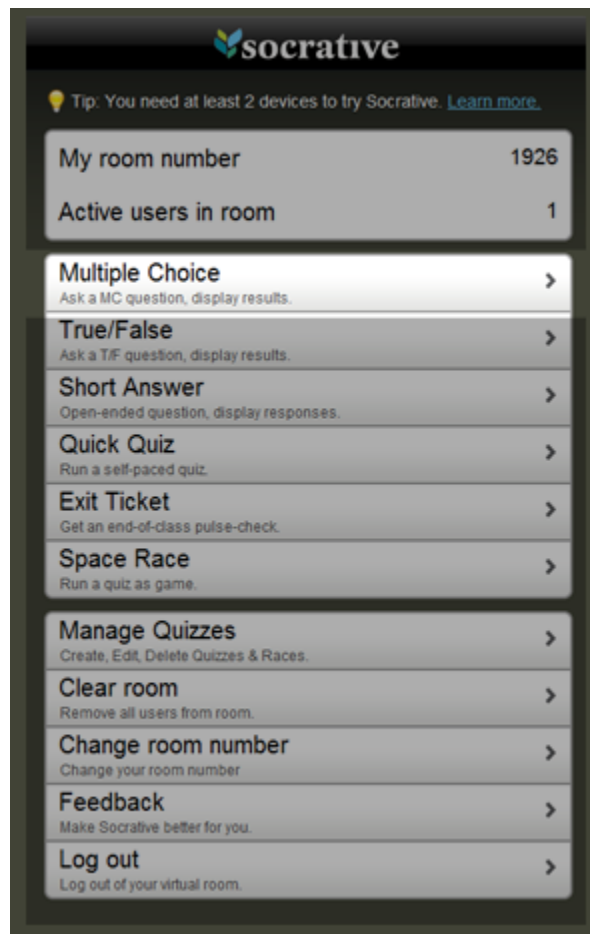 socrative
Tip: You need at least 2 devices to try Socrative. Learn more.
My room number 1926
Active users in room 1
Multiple Choice
Ask a MC question, display results.
True/False
Ask a T/F question, display results.
Short Answer
Open-ended question, display responses.
Quick Quiz
Run a self-paced quiz.
Exit Ticket
Get an end-of-class pulse-check.
Space Race
Run a quiz as game.
Manage Quizzes
Create, Edit, Delete Quizzes & Races.
Clear room
Remove all users from room.
Change room number
Change your room number
Feedback
Make Socrative better for you.
Log out
Log out of your virtual room.